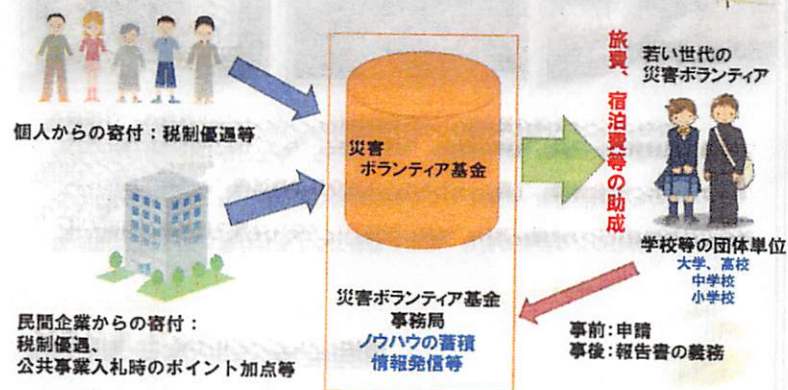 個人からの寄付：税制優遇等
民間企業からの寄付：
税制優遇、
公共事業入札時のポイント加点等
災害
ボランティア基金
災害ボランティア基金
事務局
ノウハウの蓄積
情報発信等
旅費、宿泊費等の助成
若い世代の
災害ボランティア
学校等の団体単位
大学、高校
中学校
小学校
事前：申請
事後：報告書の義務